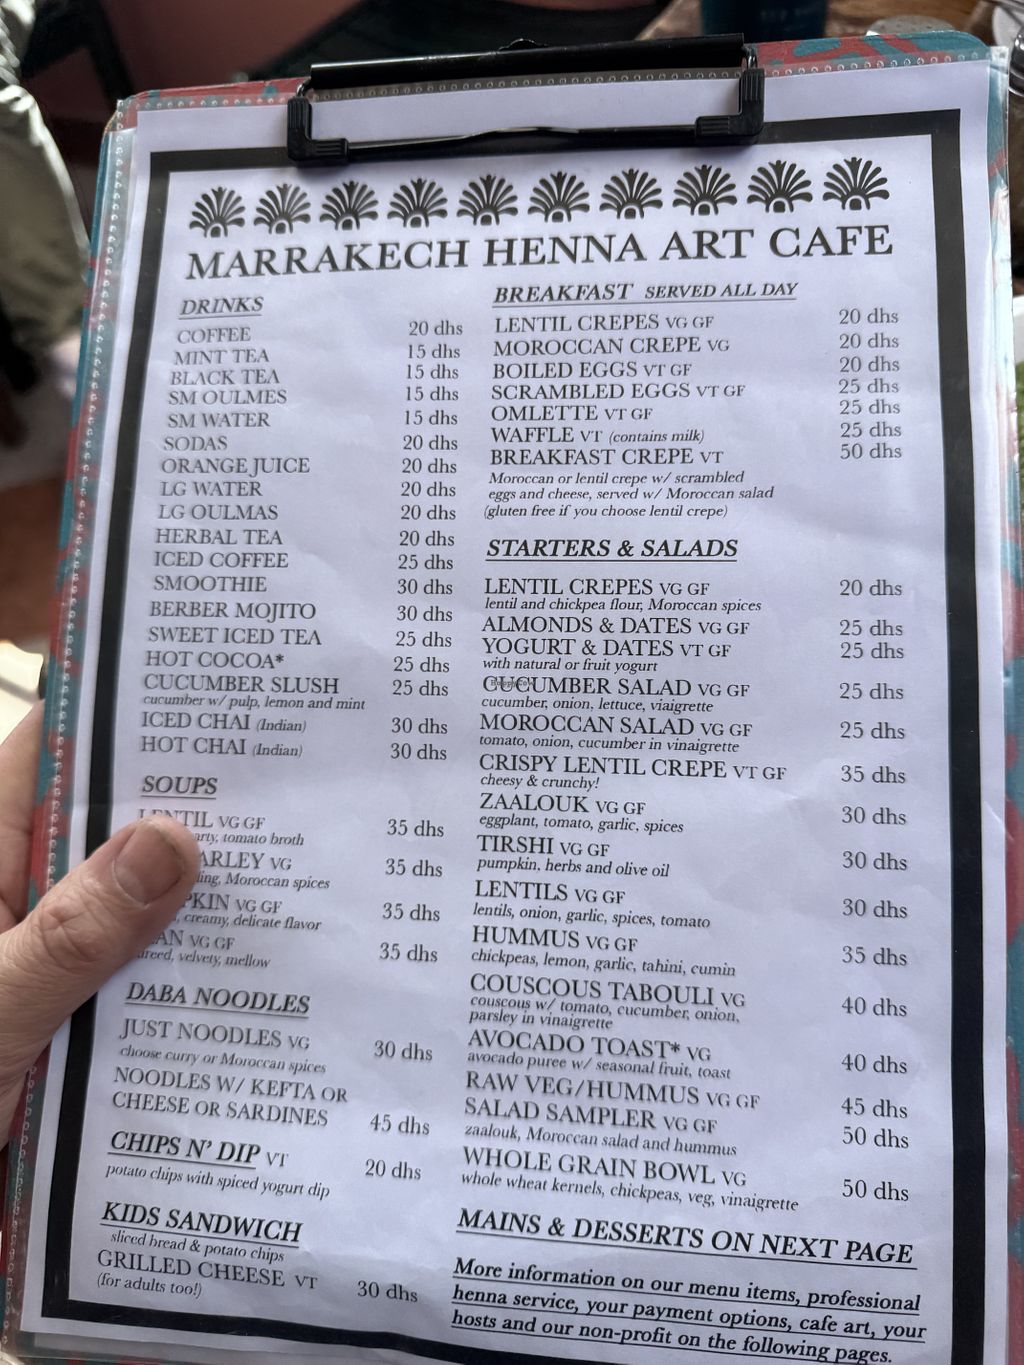 MARRAKECH HENNA ART CAFE
DRINKS
COFFEE 20 dhs
MINT TEA 15 dhs
BLACK TEA 15 dhs
SM OULMES 15 dhs
SM WATER 15 dhs
SODAS 20 dhs
ORANGE JUICE 20 dhs
LG WATER 20 dhs
LG OULMAS 20 dhs
HERBAL TEA 20 dhs
ICED COFFEE 25 dhs
SMOOTHIE 30 dhs
BERBER MOJITO 30 dhs
SWEET ICED TEA 25 dhs
HOT COCOA* 25 dhs
CUCUMBER SLUSH 25 dhs
cucumber w/ pulp, lemon and mint
ICED CHAI (Indian) 30 dhs
HOT CHAI (Indian) 30 dhs
SOUPS
LENTIL VG GF 35 dhs
tomato broth
VG 35 dhs
Moroccan spices
VG GF 35 dhs
creamy, delicate flavor
VG GF 35 dhs
velvety, mellow
DABA NOODLES
JUST NOODLES VG 30 dhs
choose curry or Moroccan spices
NOODLES W/ KEFTA OR
CHEESE OR SARDINES 45 dhs
CHIPS N' DIP VT 20 dhs
potato chips with spiced yogurt dip
KIDS SANDWICH
sliced bread & potato chips
GRILLED CHEESE VT 30 dhs
(for adults too!)
BREAKFAST SERVED ALL DAY
LENTIL CREPES VG GF 20 dhs
MOROCCAN CREPE VG 20 dhs
BOILED EGGS VT GF 20 dhs
SCRAMBLED EGGS VT GF 25 dhs
OMLETTE VT GF 25 dhs
WAFFLE VT (contains milk) 25 dhs
BREAKFAST CREPE VT 50 dhs
Moroccan or lentil crepe w/ scrambled
eggs and cheese, served w/ Moroccan salad
(gluten free if you choose lentil crepe)
STARTERS & SALADS
LENTIL CREPES VG GF 20 dhs
lentil and chickpea flour, Moroccan spices
ALMONDS & DATES VG GF 25 dhs
YOGURT & DATES VT GF 25 dhs
with natural or fruit yogurt
CUCUMBER SALAD VG GF 25 dhs
cucumber, onion, lettuce, viaigrette
MOROCCAN SALAD VG GF 25 dhs
tomato, onion, cucumber in vinaigrette
CRISPY LENTIL CREPE VT GF 35 dhs
cheesy & crunchy!
ZAALOUK VG GF 30 dhs
eggplant, tomato, garlic, spices
TIRSHI VG GF 30 dhs
pumpkin, herbs and olive oil
LENTILS VG GF 30 dhs
lentils, onion, garlic, spices, tomato
HUMMUS VG GF 35 dhs
chickpeas, lemon, garlic, tahini, cumin
COUSCOUS TABOULI VG 40 dhs
couscous w/ tomato, cucumber, onion,
parsley in vinaigrette
AVOCADO TOAST* VG 40 dhs
avocado puree w/ seasonal fruit, toast
RAW VEG/HUMMUS VG GF 45 dhs
SALAD SAMPLER VG GF 50 dhs
zaalouk, Moroccan salad and hummus
WHOLE GRAIN BOWL VG 50 dhs
whole wheat kernels, chickpeas, veg, vinaigrette
MAINS & DESSERTS ON NEXT PAGE
More information on our menu items, professional
henna service, your payment options, cafe art, your
hosts and our non-profit on the following pages.